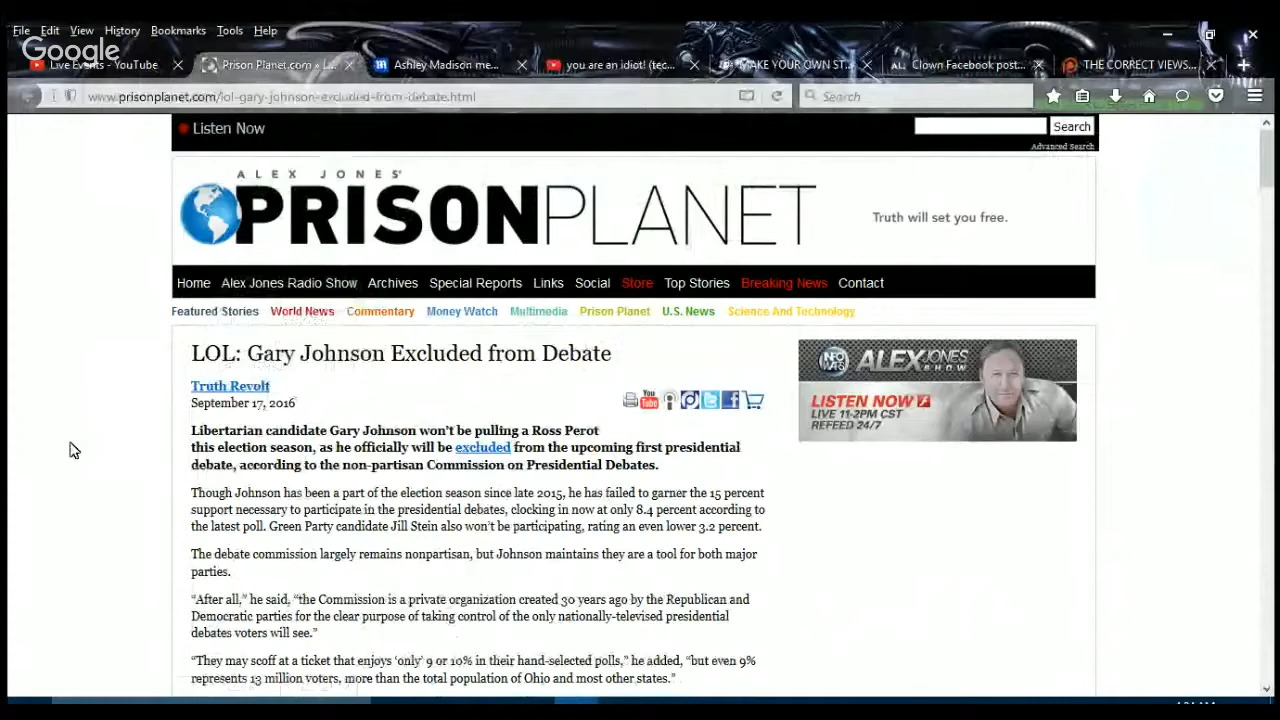 File Edit View History Bookmarks Tools Help
Google
Live Events - YouTube
Prison Planet.com » L...
Ashley Madison me...
you are an idiot! (tec...
MAKE YOUR OWN ST...
Clown Facebook post...
THE CORRECT VIEWS...
www.prisonplanet.com/lol-gary-johnson-excluded-from-debate.html
Search
Listen Now
Search
Advanced Search
ALEX JONES'
PRISONPLANET
Truth will set you free.
Home Alex Jones Radio Show Archives Special Reports Links Social Store Top Stories Breaking News Contact
Featured Stories World News Commentary Money Watch Multimedia Prison Planet U.S. News Science And Technology
LOL: Gary Johnson Excluded from Debate
Truth Revolt
September 17, 2016
You Tube
Libertarian candidate Gary Johnson won't be pulling a Ross Perot
this election season, as he officially will be excluded from the upcoming first presidential
debate, according to the non-partisan Commission on Presidential Debates.
Though Johnson has been a part of the election season since late 2015, he has failed to garner the 15 percent
support necessary to participate in the presidential debates, clocking in now at only 8.4 percent according to
the latest poll. Green Party candidate Jill Stein also won't be participating, rating an even lower 3.2 percent.
The debate commission largely remains nonpartisan, but Johnson maintains they are a tool for both major
parties.
“After all,” he said, “the Commission is a private organization created 30 years ago by the Republican and
Democratic parties for the clear purpose of taking control of the only nationally-televised presidential
debates voters will see.”
“They may scoff at a ticket that enjoys ‘only’ 9 or 10% in their hand-selected polls,” he added, “but even 9%
represents 13 million voters, more than the total population of Ohio and most other states.”
INFO WARS
ALEX JONES
SHOW
LISTEN NOW
LIVE 11-2PM CST
REFEED 24/7